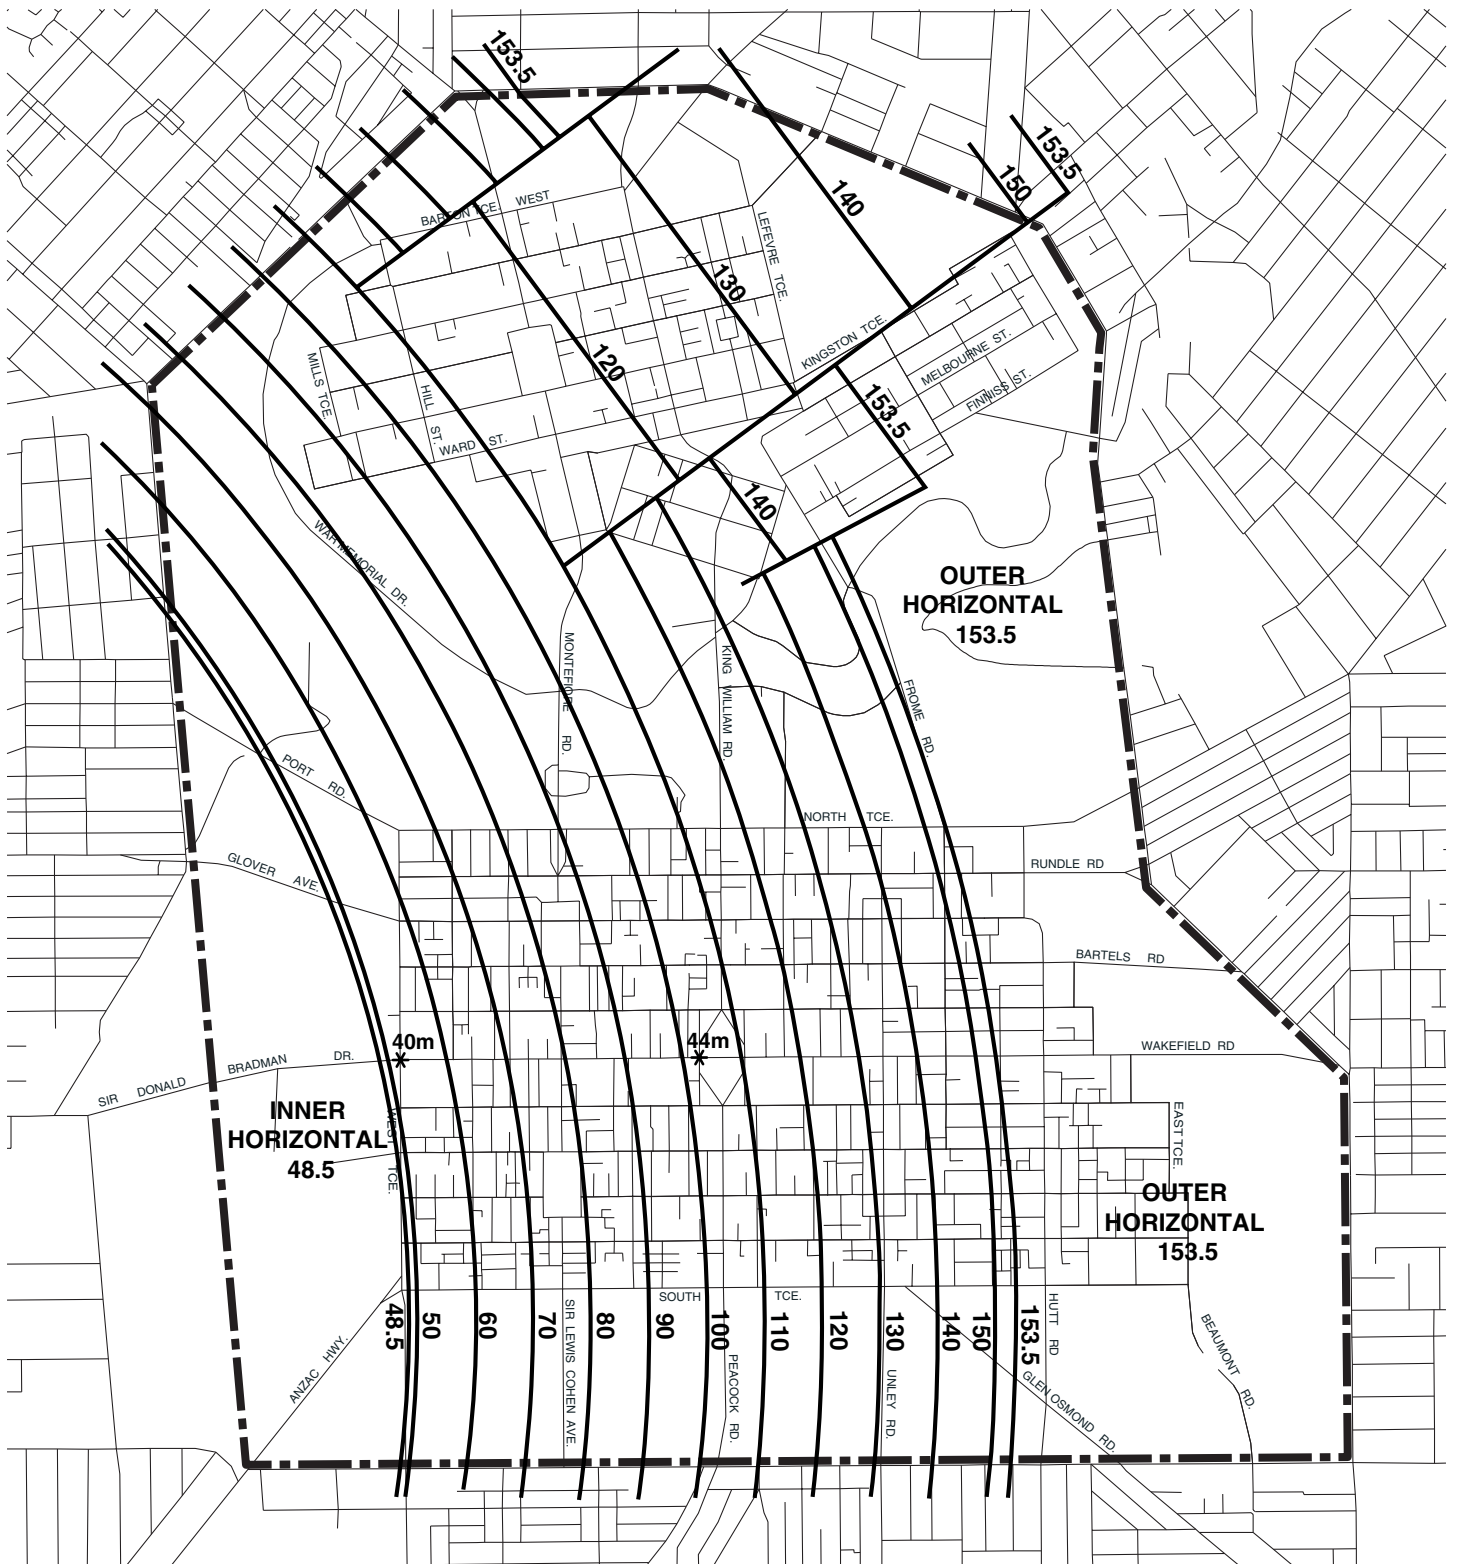 153.5
153.5
150
140
BARTON TCE. WEST
LEFEVRE TCE.
130
120
KINGSTON TCE.
MELBOURNE ST.
FINNISS ST.
153.5
MILLS TCE.
HILL ST.
WARD ST.
140
WAR MEMORIAL DR.
OUTER
HORIZONTAL
153.5
MONTEFIORE RD.
KING WILLIAM RD.
FROME RD.
PORT RD.
NORTH TCE.
GLOVER AVE.
RUNDLE RD
BARTELS RD
40m
44m
WAKEFIELD RD
SIR DONALD BRADMAN DR.
INNER
HORIZONTAL
48.5
WEST TCE.
EAST TCE.
OUTER
HORIZONTAL
153.5
SOUTH TCE.
48.5
50
60
70
80
90
100
110
120
130
140
150
153.5
ANZAC HWY.
SIR LEWIS COHEN AVE.
PEACOCK RD.
UNLEY RD.
HUTT RD
GLEN OSMOND RD.
BEAUMONT RD.